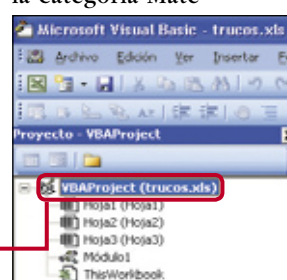 la categoría Mate
Microsoft Visual Basic - trucos.xls
Archivo Edición Ver Insertar
Proyecto - VBAProject
VBAProject (trucos.xls)
Hoja1 (Hoja1)
Hoja2 (Hoja2)
Hoja3 (Hoja3)
Módulo1
ThisWorkbook